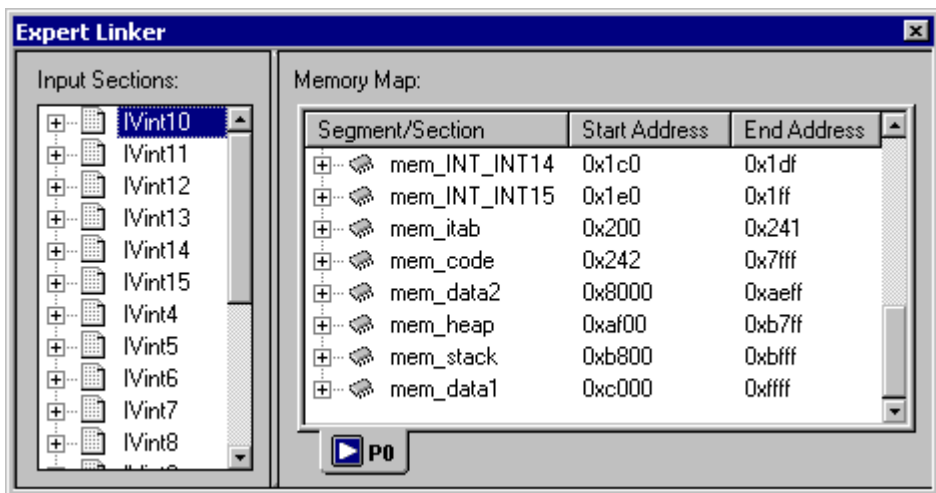 Expert Linker
Input Sections:
IVint10
IVint11
IVint12
IVint13
IVint14
IVint15
IVint4
IVint5
IVint6
IVint7
IVint8
Memory Map:
Segment/Section Start Address End Address
mem_INT_INT14 0x1c0 0x1df
mem_INT_INT15 0x1e0 0x1ff
mem_itab 0x200 0x241
mem_code 0x242 0x7fff
mem_data2 0x8000 0xaeff
mem_heap 0xaf00 0xb7ff
mem_stack 0xb800 0xbfff
mem_data1 0xc000 0xffff
P0